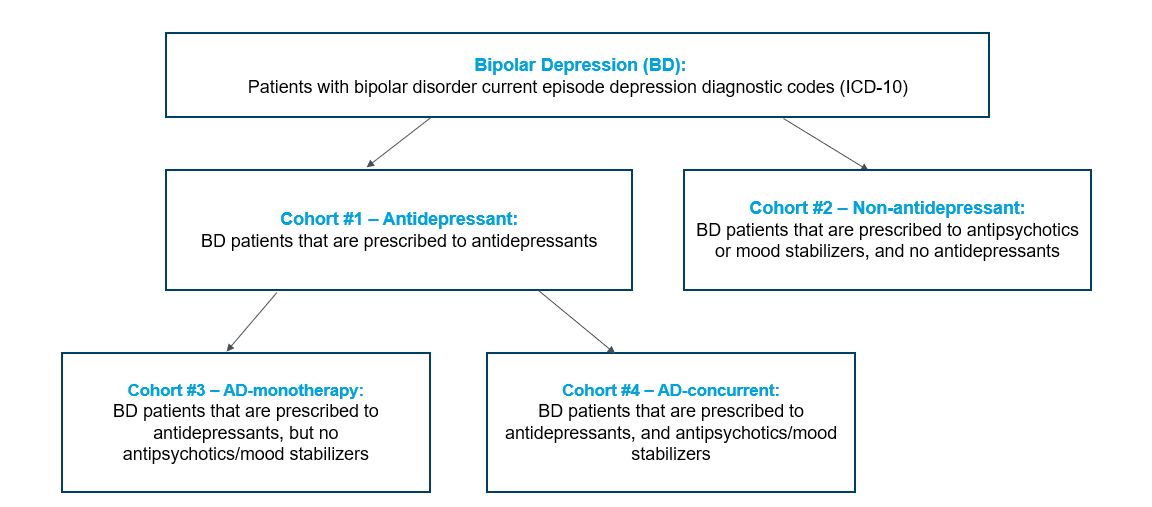 Bipolar Depression (BD):
Patients with bipolar disorder current episode depression diagnostic codes (ICD-10)
Cohort #1 – Antidepressant:
BD patients that are prescribed to antidepressants
Cohort #2 – Non-antidepressant:
BD patients that are prescribed to antipsychotics
or mood stabilizers, and no antidepressants
Cohort #3 – AD-monotherapy:
BD patients that are prescribed to
antidepressants, but no
antipsychotics/mood stabilizers
Cohort #4 – AD-concurrent:
BD patients that are prescribed to
antidepressants, and antipsychotics/mood
stabilizers